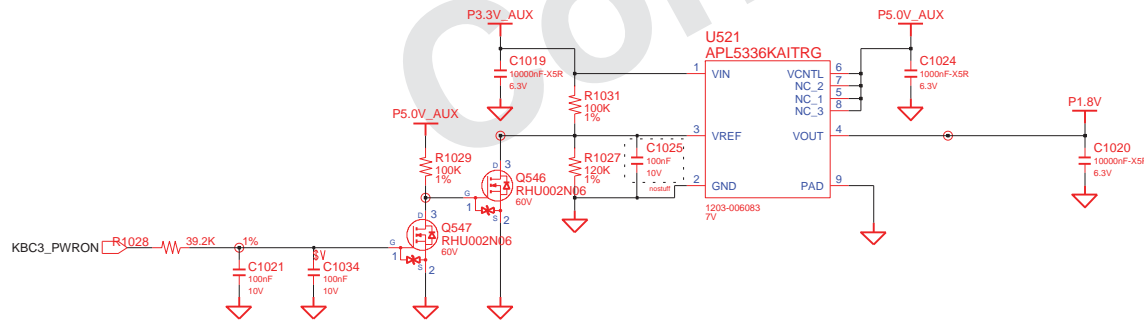 P3.3V_AUX
P5.0V_AUX
U521
APL5336KAITRG
C1019
10000nF-X5R
6.3V
1
VIN
VCNTL
6
NC_2
7
NC_1
5
NC_3
8
C1024
1000nF-X5R
6.3V
R1031
100K
1%
P5.0V_AUX
P1.8V
3
VREF
VOUT
4
R1029
100K
1%
D
3
Q546
RHU002N06
60V
G
1
S
2
R1027
120K
1%
C1025
100nF
10V
nostuff
2
GND
PAD
9
1203-006083
7V
C1020
10000nF-X5R
6.3V
D
3
Q547
RHU002N06
60V
G
1
S
2
KBC3_PWRON
R1028
39.2K
1%
C1021
100nF
10V
C1034
100nF
10V
Con